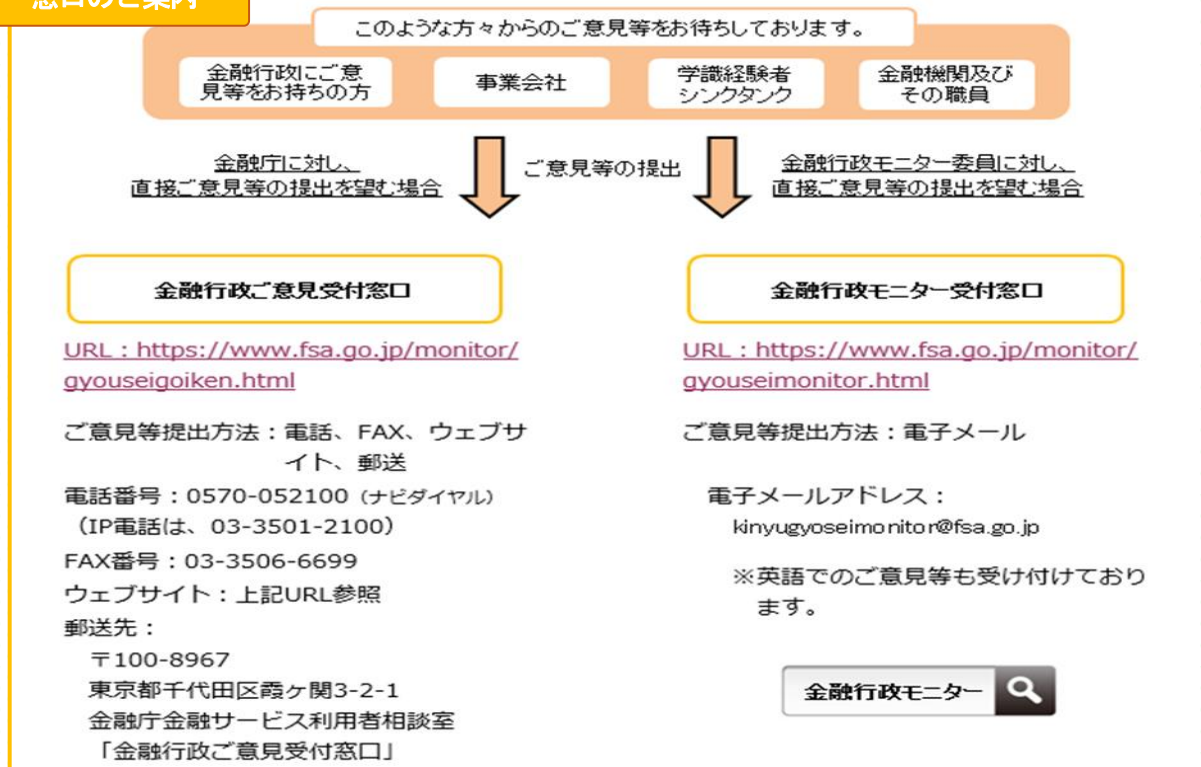 窓口のご案内
このような方々からのご意見等をお待ちしております。
金融行政にご意
見等をお持ちの方
事業会社
学識経験者
シンクタンク
金融機関及び
その職員
金融庁に対し、
直接ご意見等の提出を望む場合
ご意見等の提出
金融行政モニター委員に対し、
直接ご意見等の提出を望む場合
金融行政ご意見受付窓口
URL:https://www.fsa.go.jp/monitor/
gyouseigoiken.html
ご意見等提出方法:電話、FAX、ウェブサ
イト、郵送
電話番号:0570-052100(ナビダイヤル)
(IP電話は、03-3501-2100)
FAX番号:03-3506-6699
ウェブサイト:上記URL参照
郵送先:
〒100-8967
東京都千代田区霞ヶ関3-2-1
金融庁金融サービス利用者相談室
「金融行政ご意見受付窓口」
金融行政モニター受付窓口
URL:https://www.fsa.go.jp/monitor/
gyouseimonitor.html
ご意見等提出方法:電子メール
電子メールアドレス:
kinyugyoseimonitor@fsa.go.jp
※英語でのご意見等も受け付けており
ます。
金融行政モニター